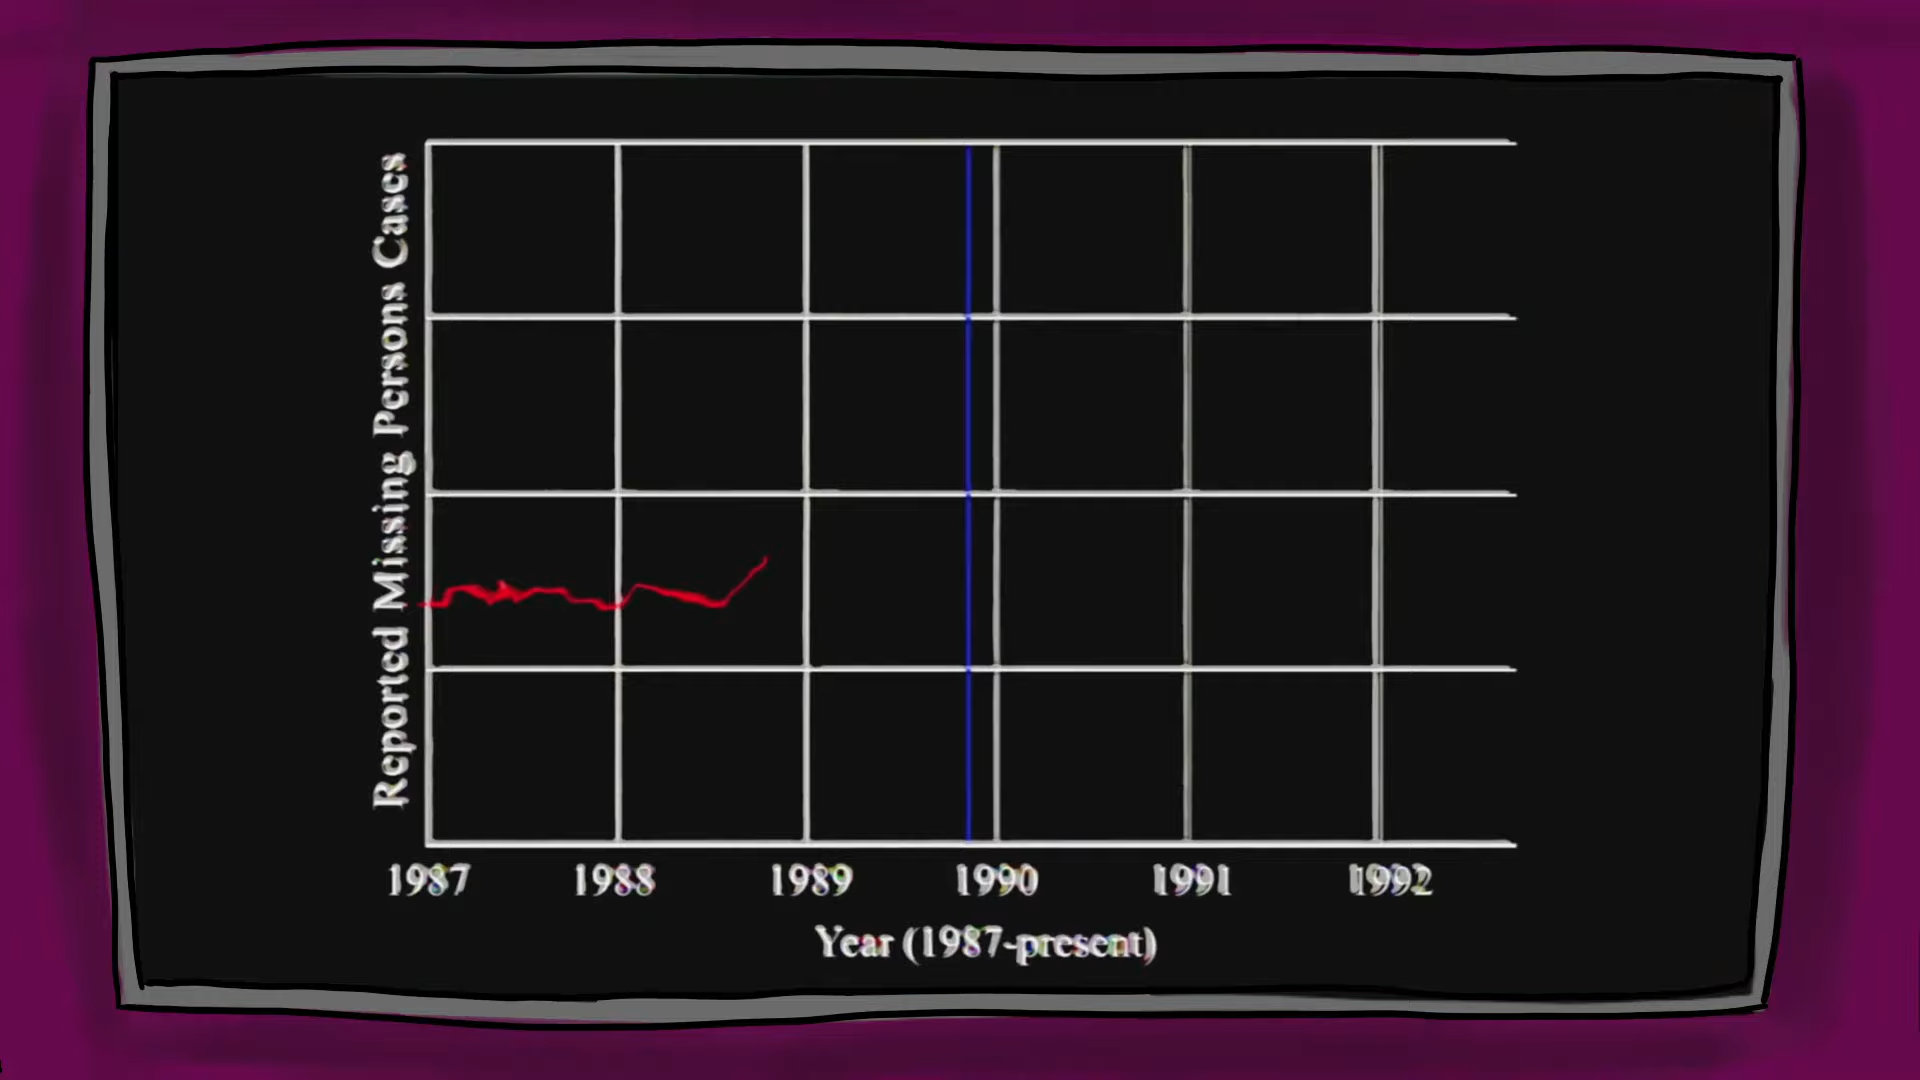 Reported Missing Persons Cases
1987 1988 1989 1990 1991 1992
Year (1987-present)